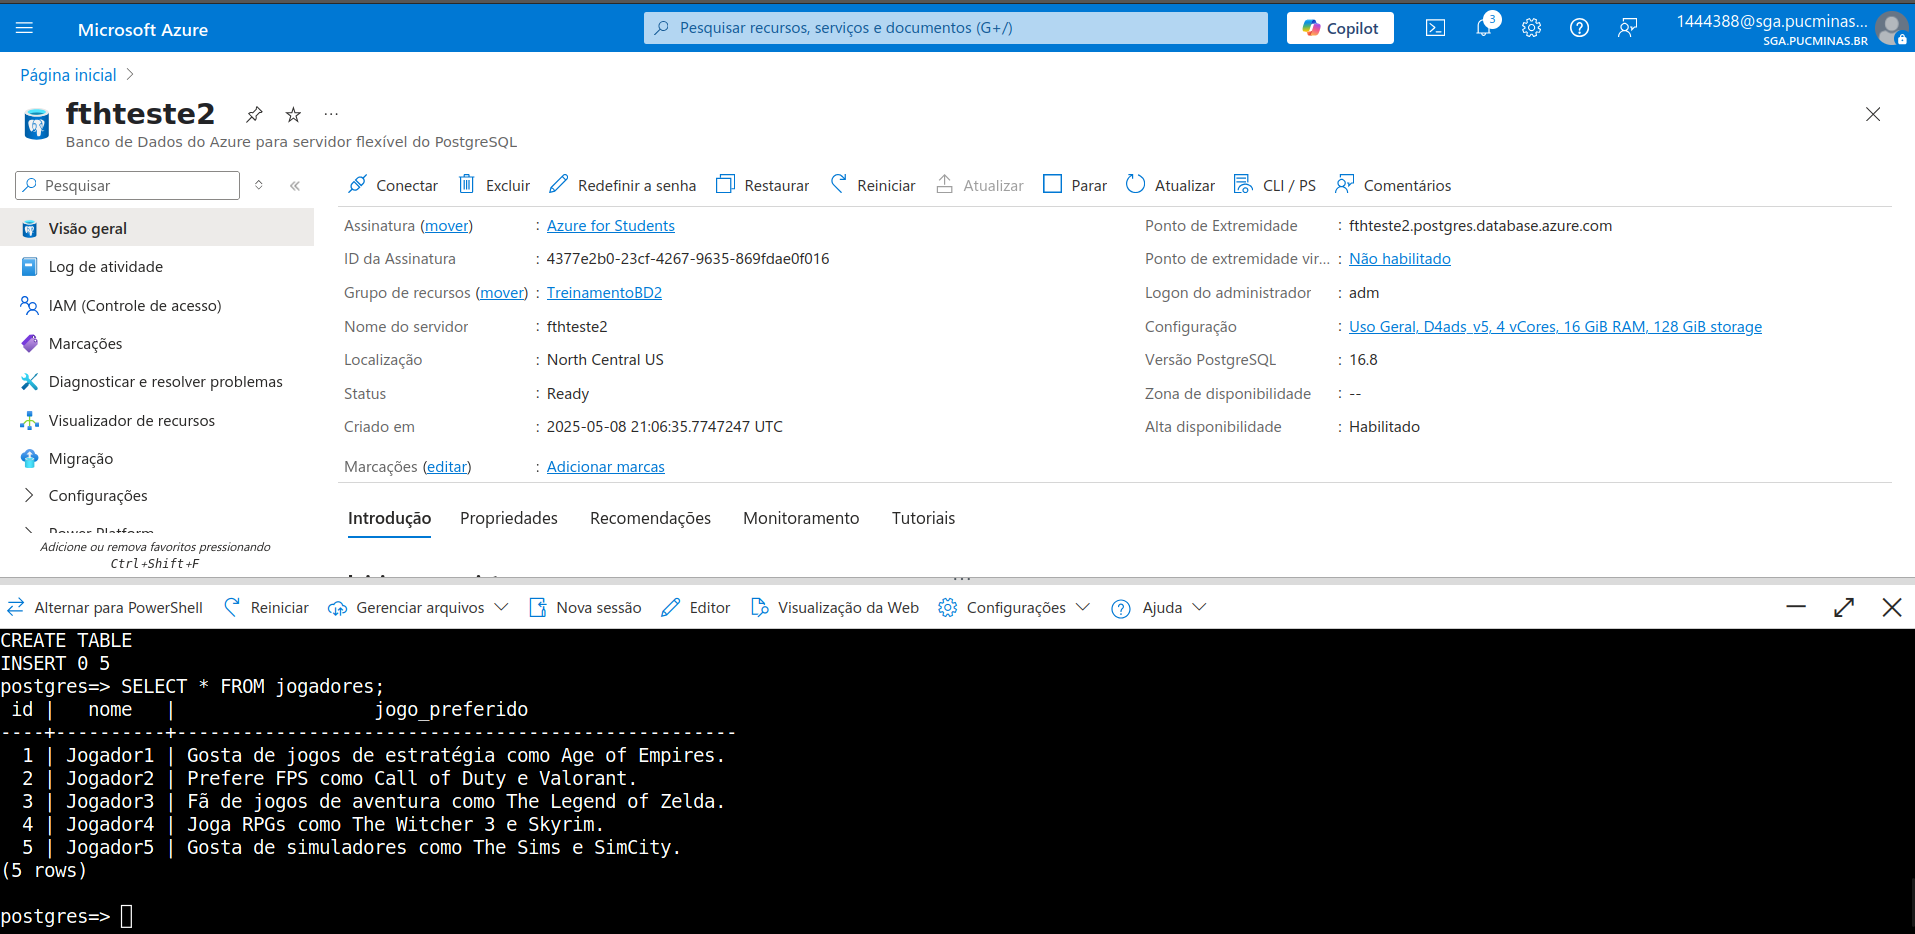 Microsoft Azure
Pesquisar recursos, serviços e documentos (G+/)
Copilot
3
1444388@sga.pucminas...
SGA.PUCMINAS.BR
Página inicial
fthteste2
Banco de Dados do Azure para servidor flexível do PostgreSQL
Pesquisar
Visão geral
Log de atividade
IAM (Controle de acesso)
Marcações
Diagnosticar e resolver problemas
Visualizador de recursos
Migração
Configurações
Power Platform
Adicione ou remova favoritos pressionando
Ctrl+Shift+F
Conectar Excluir Redefinir a senha Restaurar Reiniciar Atualizar Parar Atualizar CLI / PS Comentários
Assinatura (mover) : Azure for Students
ID da Assinatura : 4377e2b0-23cf-4267-9635-869fdae0f016
Grupo de recursos (mover) : TreinamentoBD2
Nome do servidor : fthteste2
Localização : North Central US
Status : Ready
Criado em : 2025-05-08 21:06:35.7747247 UTC
Marcações (editar) : Adicionar marcas
Ponto de Extremidade : fthteste2.postgres.database.azure.com
Ponto de extremidade vir... : Não habilitado
Logon do administrador : adm
Configuração : Uso Geral, D4ads_v5, 4 vCores, 16 GiB RAM, 128 GiB storage
Versão PostgreSQL : 16.8
Zona de disponibilidade : --
Alta disponibilidade : Habilitado
Introdução Propriedades Recomendações Monitoramento Tutoriais
Alternar para PowerShell Reiniciar Gerenciar arquivos Nova sessão Editor Visualização da Web Configurações Ajuda
CREATE TABLE
INSERT 0 5
postgres=> SELECT * FROM jogadores;
id | nome | jogo_preferido
----+----------+---------------------------------------------------
1 | Jogador1 | Gosta de jogos de estratégia como Age of Empires.
2 | Jogador2 | Prefere FPS como Call of Duty e Valorant.
3 | Jogador3 | Fã de jogos de aventura como The Legend of Zelda.
4 | Jogador4 | Joga RPGs como The Witcher 3 e Skyrim.
5 | Jogador5 | Gosta de simuladores como The Sims e SimCity.
(5 rows)
postgres=>